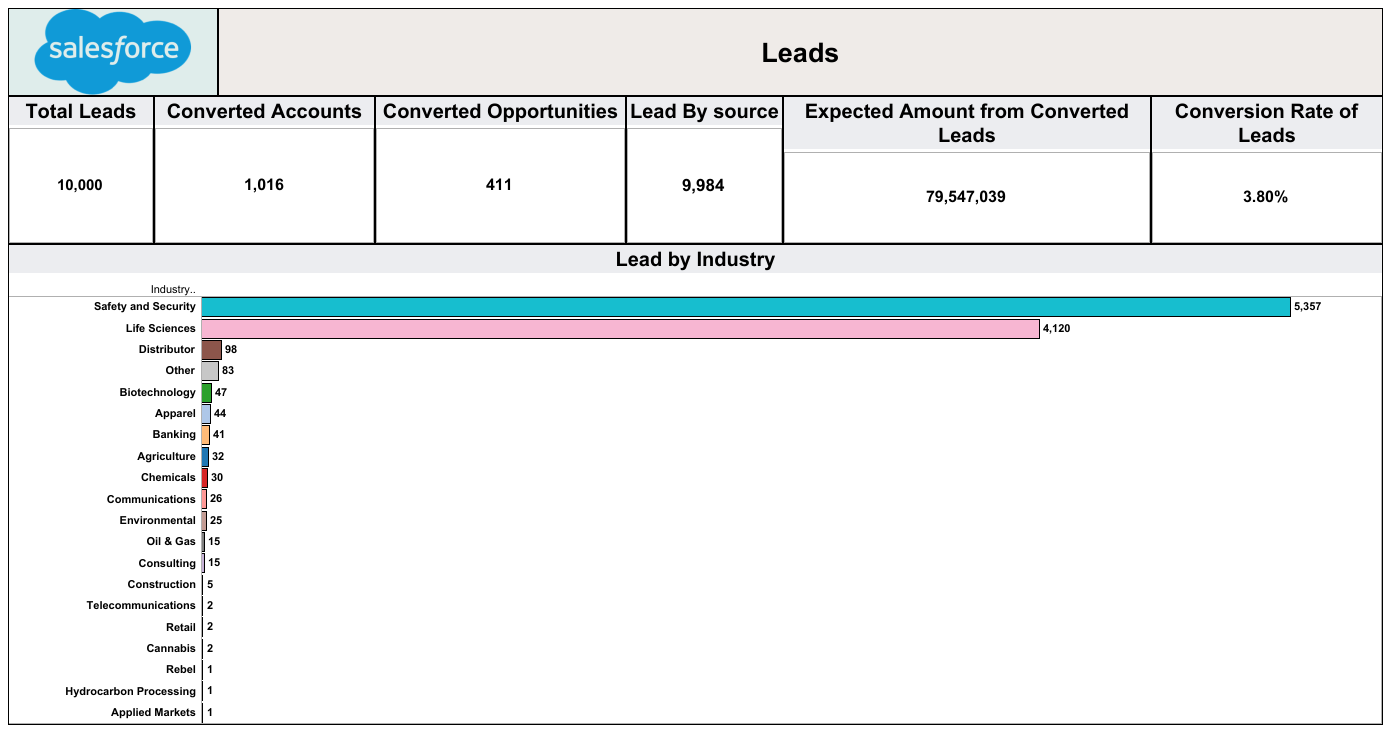 salesforce
Leads
Total Leads
Converted Accounts
Converted Opportunities
Lead By source
Expected Amount from Converted
Leads
Conversion Rate of
Leads
10,000
1,016
411
9,984
79,547,039
3.80%
Lead by Industry
Industry..
Safety and Security 5,357
Life Sciences 4,120
Distributor 98
Other 83
Biotechnology 47
Apparel 44
Banking 41
Agriculture 32
Chemicals 30
Communications 26
Environmental 25
Oil & Gas 15
Consulting 15
Construction 5
Telecommunications 2
Retail 2
Cannabis 2
Rebel 1
Hydrocarbon Processing 1
Applied Markets 1